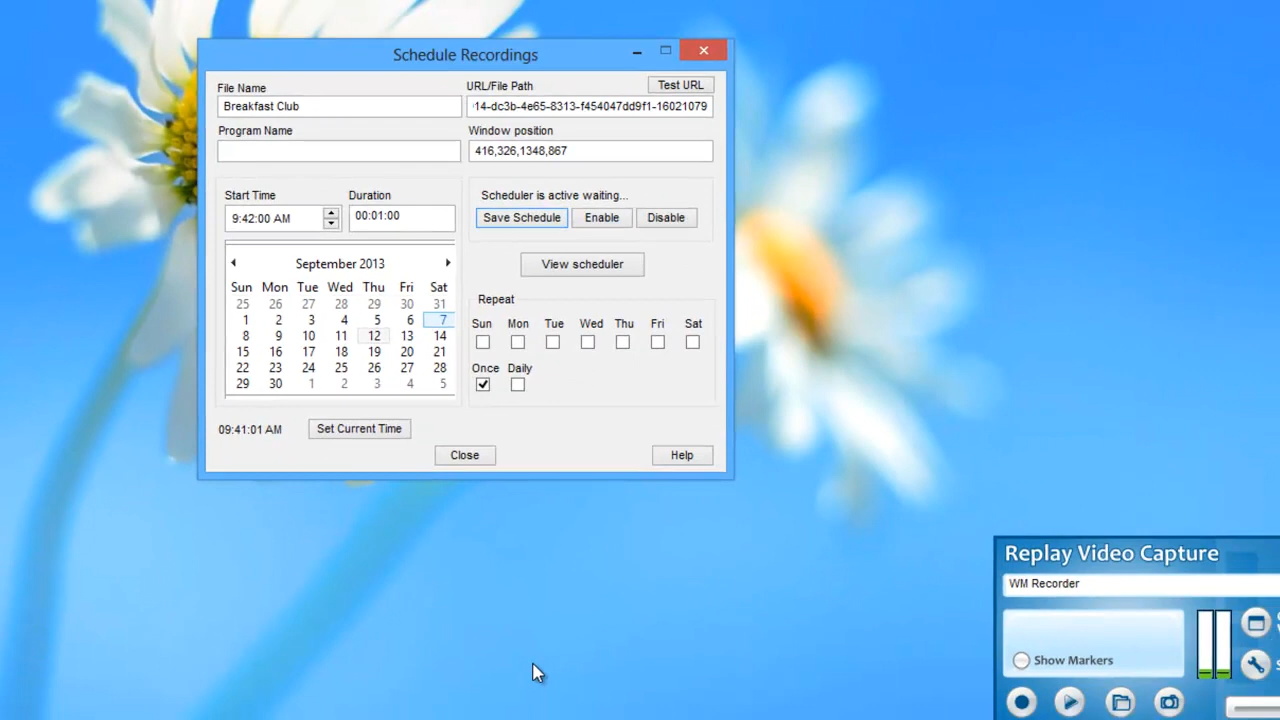 Schedule Recordings
File Name
URL/File Path
Test URL
Breakfast Club
14-dc3b-4e65-8313-f454047dd9f1-16021079
Program Name
Window position
416,326,1348,867
Start Time
Duration
Scheduler is active waiting...
9:42:00 AM
00:01:00
Save Schedule
Enable
Disable
September 2013
View scheduler
Sun Mon Tue Wed Thu Fri Sat
25 26 27 28 29 30 31
1 2 3 4 5 6 7
8 9 10 11 12 13 14
15 16 17 18 19 20 21
22 23 24 25 26 27 28
29 30 1 2 3 4 5
Repeat
Sun Mon Tue Wed Thu Fri Sat
Once Daily
09:41:01 AM
Set Current Time
Close
Help
Replay Video Capture
WM Recorder
Show Markers